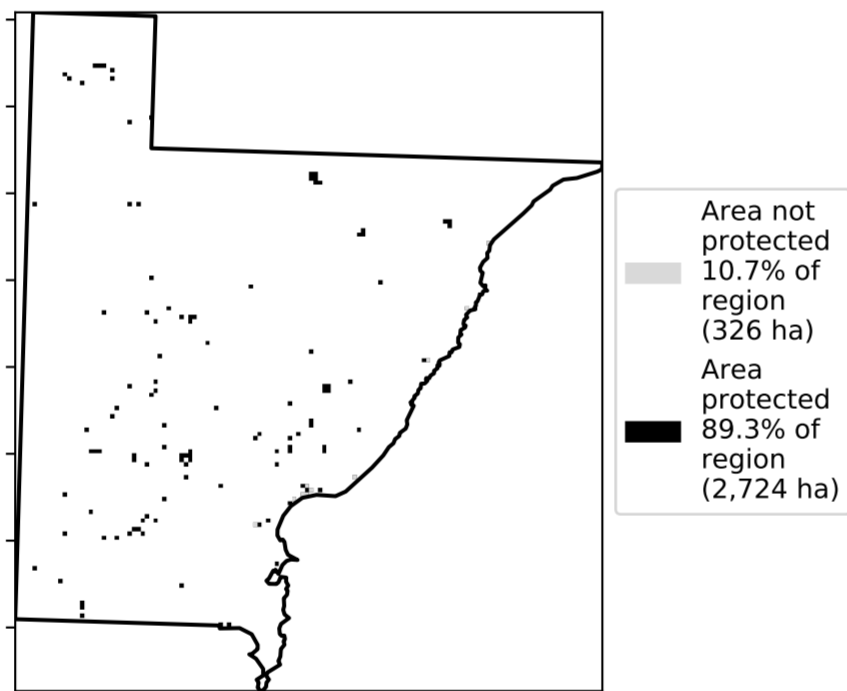 Area not
protected
10.7% of
region
(326 ha)
Area
protected
89.3% of
region
(2,724 ha)